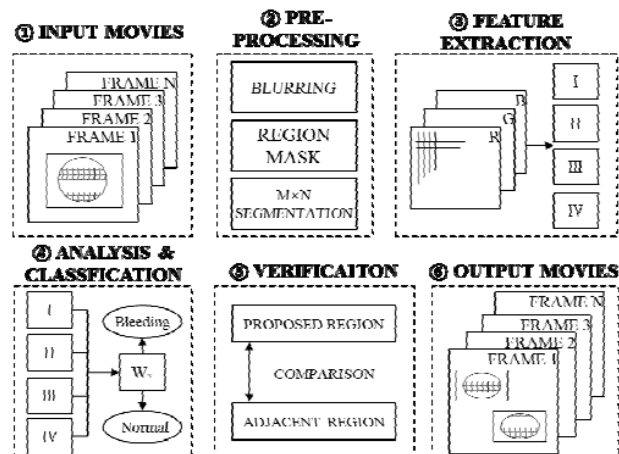 ① INPUT MOVIES
FRAME N
FRAME 3
FRAME 2
FRAME 1
② PRE-
PROCESSING
BLURRING
REGION
MASK
M×N
SEGMENTATION
③ FEATURE
EXTRACTION
B
G
R
I
II
III
IV
④ ANALYSIS &
CLASSFICATION
I
II
III
IV
Bleeding
Normal
⑤ VERIFICAITON
PROPOSED REGION
COMPARISON
ADJACENT REGION
⑥ OUTPUT MOVIES
FRAME N
FRAME 3
FRAME 2
FRAME 1